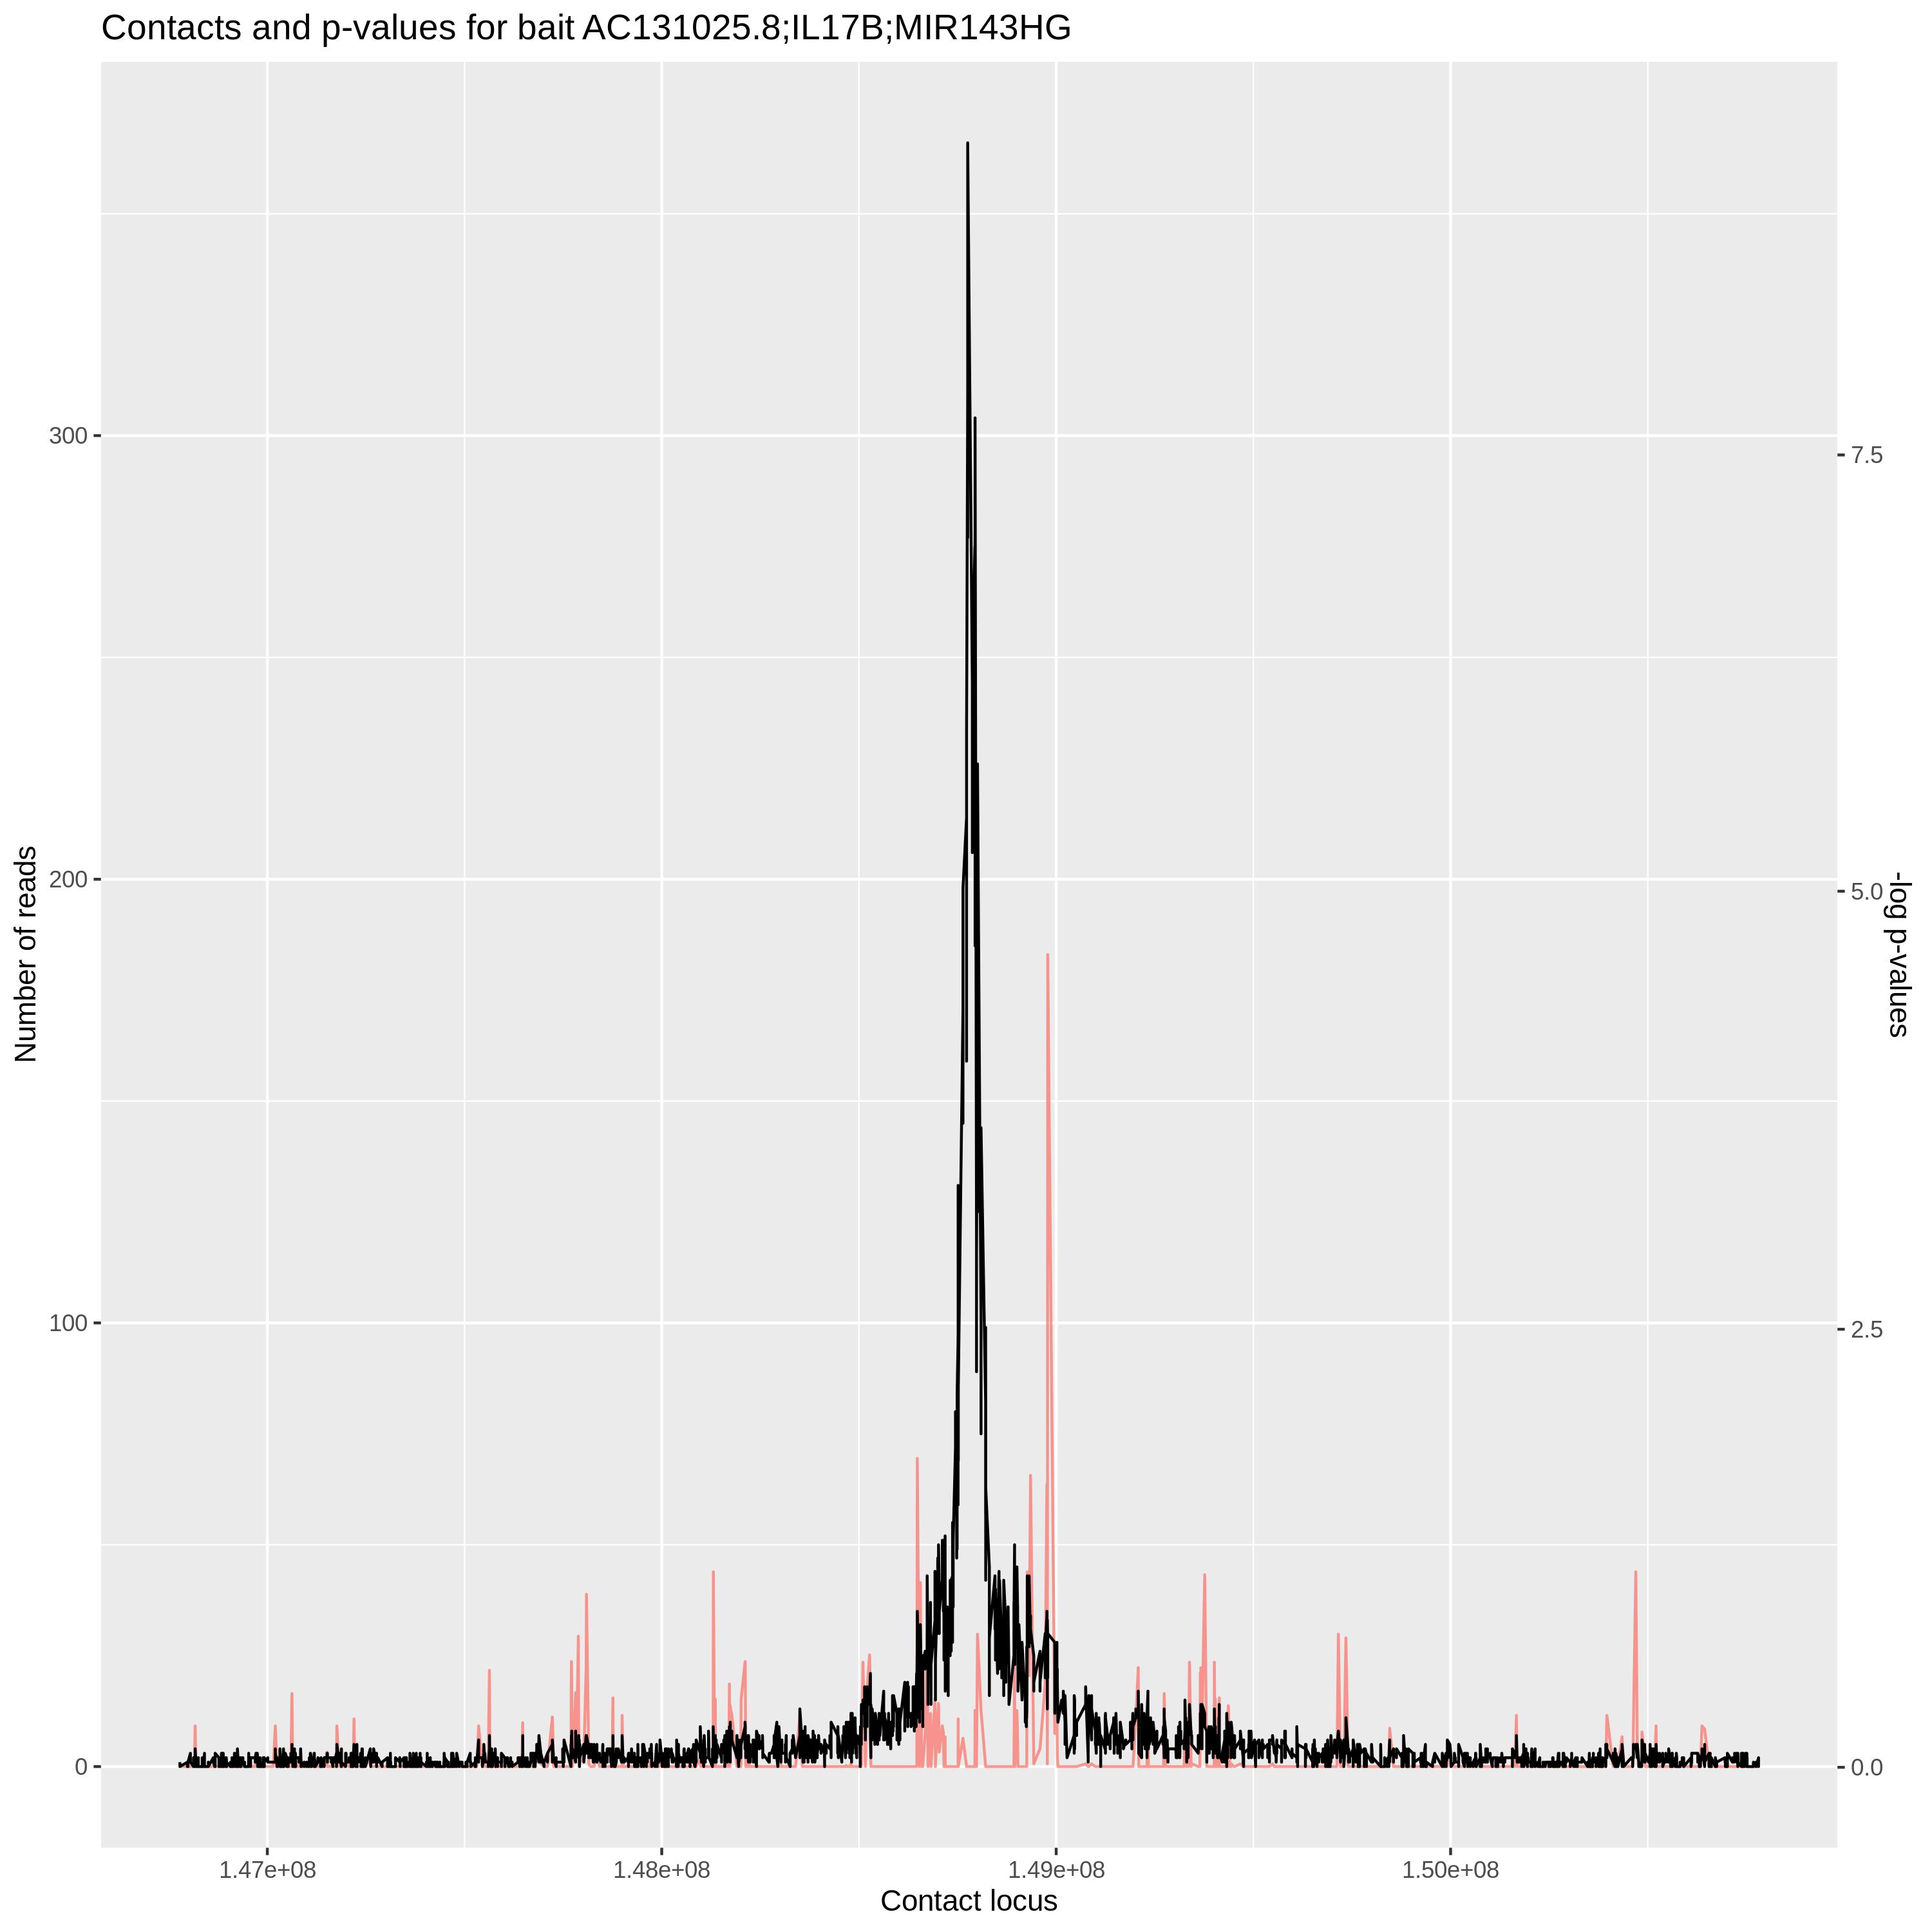 Contacts and p-values for bait AC131025.8;IL17B;MIR143HG
Number of reads
300
200
100
0
7.5
5.0
2.5
0.0
-log p-values
1.47e+08
1.48e+08
1.49e+08
1.50e+08
Contact locus